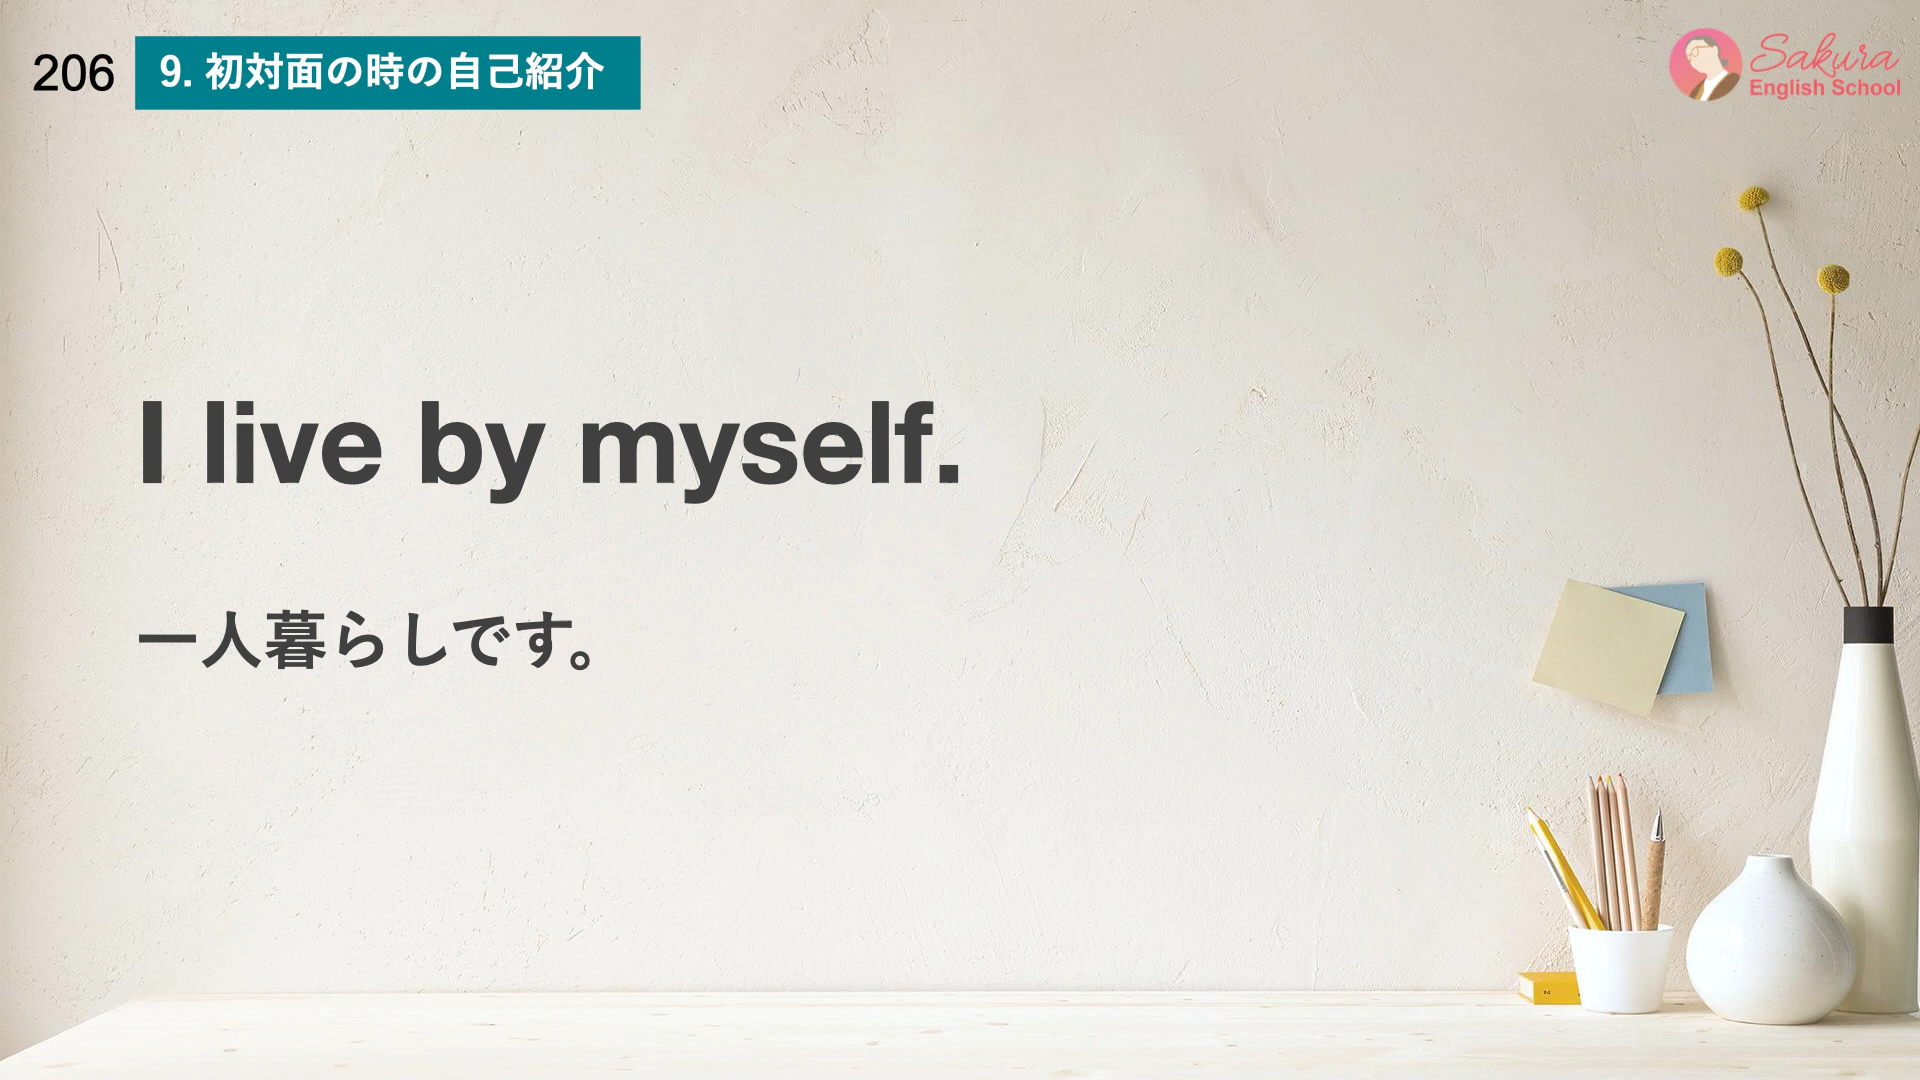 206
9. 初対面の時の自己紹介
Sakura
English School
I live by myself.
一人暮らしです。